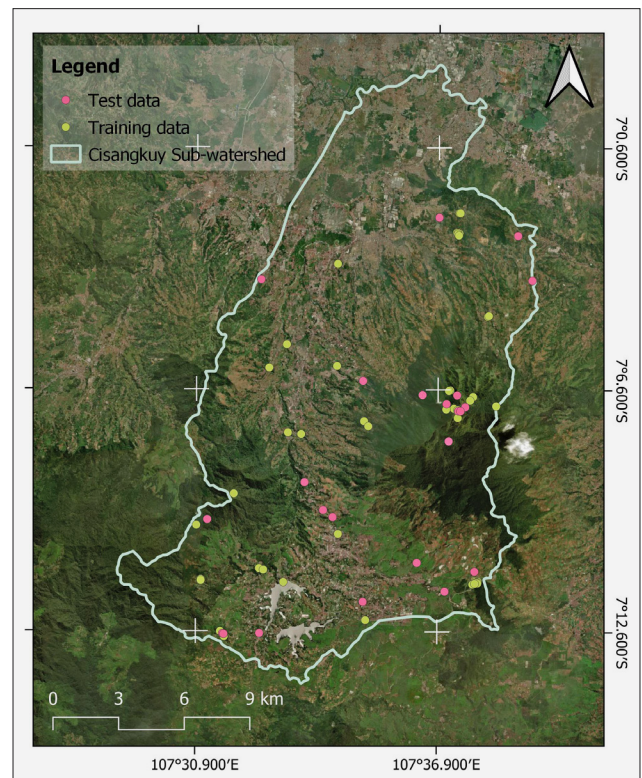 Legend
Test data
Training data
Cisangkuy Sub-watershed
7°0.600'S
7°9.600'S
7°12.600'S
0 3 6 9 km
107°30.900'E 107°36.900'E